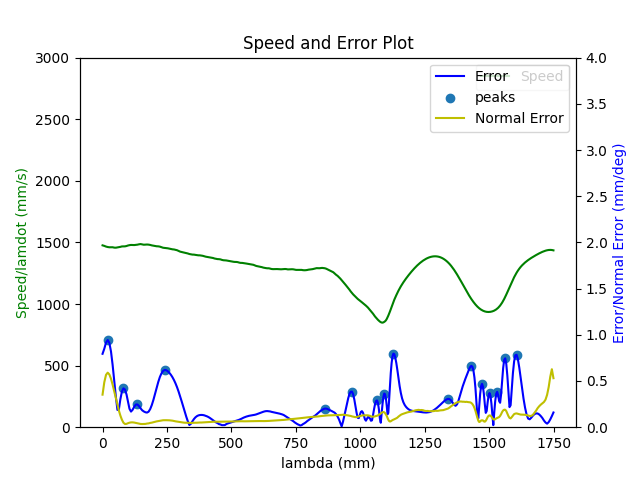 Speed and Error Plot
3000
2500
2000
1500
1000
500
0
Speed/lamdot (mm/s)
4.0
3.5
3.0
2.5
2.0
1.5
1.0
0.5
0.0
Error/Normal Error (mm/deg)
Error
Speed
peaks
Normal Error
0 250 500 750 1000 1250 1500 1750
lambda (mm)